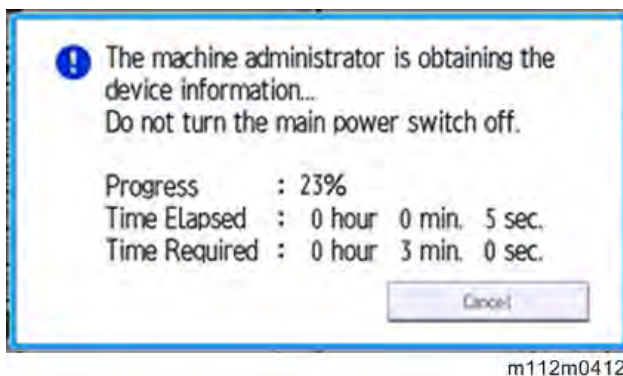 The machine administrator is obtaining the
device information...
Do not turn the main power switch off.
Progress : 23%
Time Elapsed : 0 hour 0 min. 5 sec.
Time Required : 0 hour 3 min. 0 sec.
Cancel
m112m0412